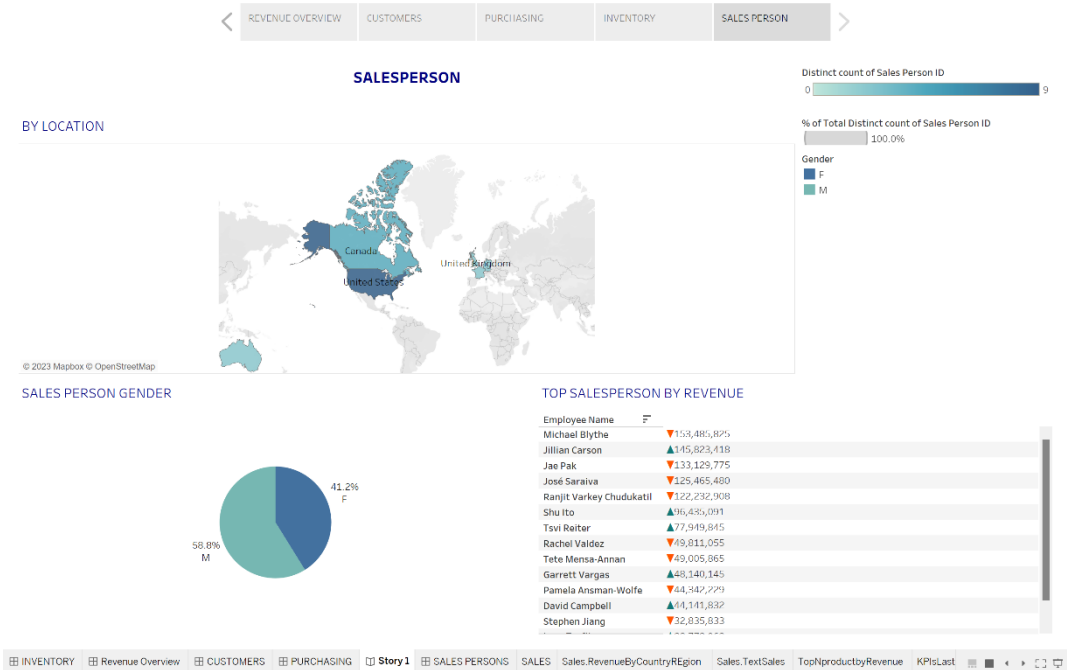 REVENUE OVERVIEW
CUSTOMERS
PURCHASING
INVENTORY
SALES PERSON
SALESPERSON
Distinct count of Sales Person ID
0
9
% of Total Distinct count of Sales Person ID
100.0%
Gender
F
M
BY LOCATION
Canada
United Kingdom
United States
© 2023 Mapbox © OpenStreetMap
SALES PERSON GENDER
41.2%
F
58.8%
M
TOP SALESPERSON BY REVENUE
Employee Name
Michael Blythe ▼153,485,825
Jillian Carson ▲145,823,418
Jae Pak ▼133,129,775
José Saraiva ▼125,465,480
Ranjit Varkey Chudukatil ▼122,232,908
Shu Ito ▲96,435,091
Tsvi Reiter ▲77,949,845
Rachel Valdez ▼49,811,055
Tete Mensa-Annan ▼49,005,865
Garrett Vargas ▲48,140,145
Pamela Ansman-Wolfe ▼44,342,229
David Campbell ▲44,141,832
Stephen Jiang ▼32,835,833
INVENTORY
Revenue Overview
CUSTOMERS
PURCHASING
Story 1
SALES PERSONS
SALES
Sales.RevenueByCountryREgion
Sales.TextSales
TopNproductbyRevenue
KPIsLast